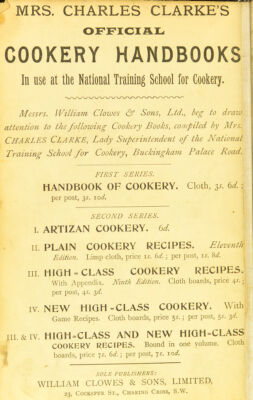 MRS. CHARLES CLARKE'S
OFFICIAL
COOKERY HANDBOOKS
In use at the National Training School for Cookery.
Messrs. William Clowes & Sons, Ltd., beg to draw
attention to the following Cookery Books, compiled by Mrs.
CHARLES CLARKE, Lady Superintendent of the National
Training School for Cookery, Buckingham Palace Road.
FIRST SERIES.
HANDBOOK OF COOKERY. Cloth, 3s. 6d.;
per post, 3s. 10d.
SECOND SERIES.
I. ARTIZAN COOKERY. 6d.
II. PLAIN COOKERY RECIPES. Eleventh
Edition. Limp cloth, price 1s. 6d.; per post, 1s. 8d.
III. HIGH-CLASS COOKERY RECIPES.
With Appendix. Ninth Edition. Cloth boards, price 4s.;
per post, 4s. 3d.
IV. NEW HIGH-CLASS COOKERY. With
Game Recipes. Cloth boards, price 5s.; per post, 5s. 3d.
III. & IV. HIGH-CLASS AND NEW HIGH-CLASS
COOKERY RECIPES. Bound in one volume. Cloth
boards, price 7s. 6d.; per post, 7s. 10d.
SOLE PUBLISHERS:
WILLIAM CLOWES & SONS, LIMITED,
23, COCKSPUR ST., CHARING CROSS, S.W.